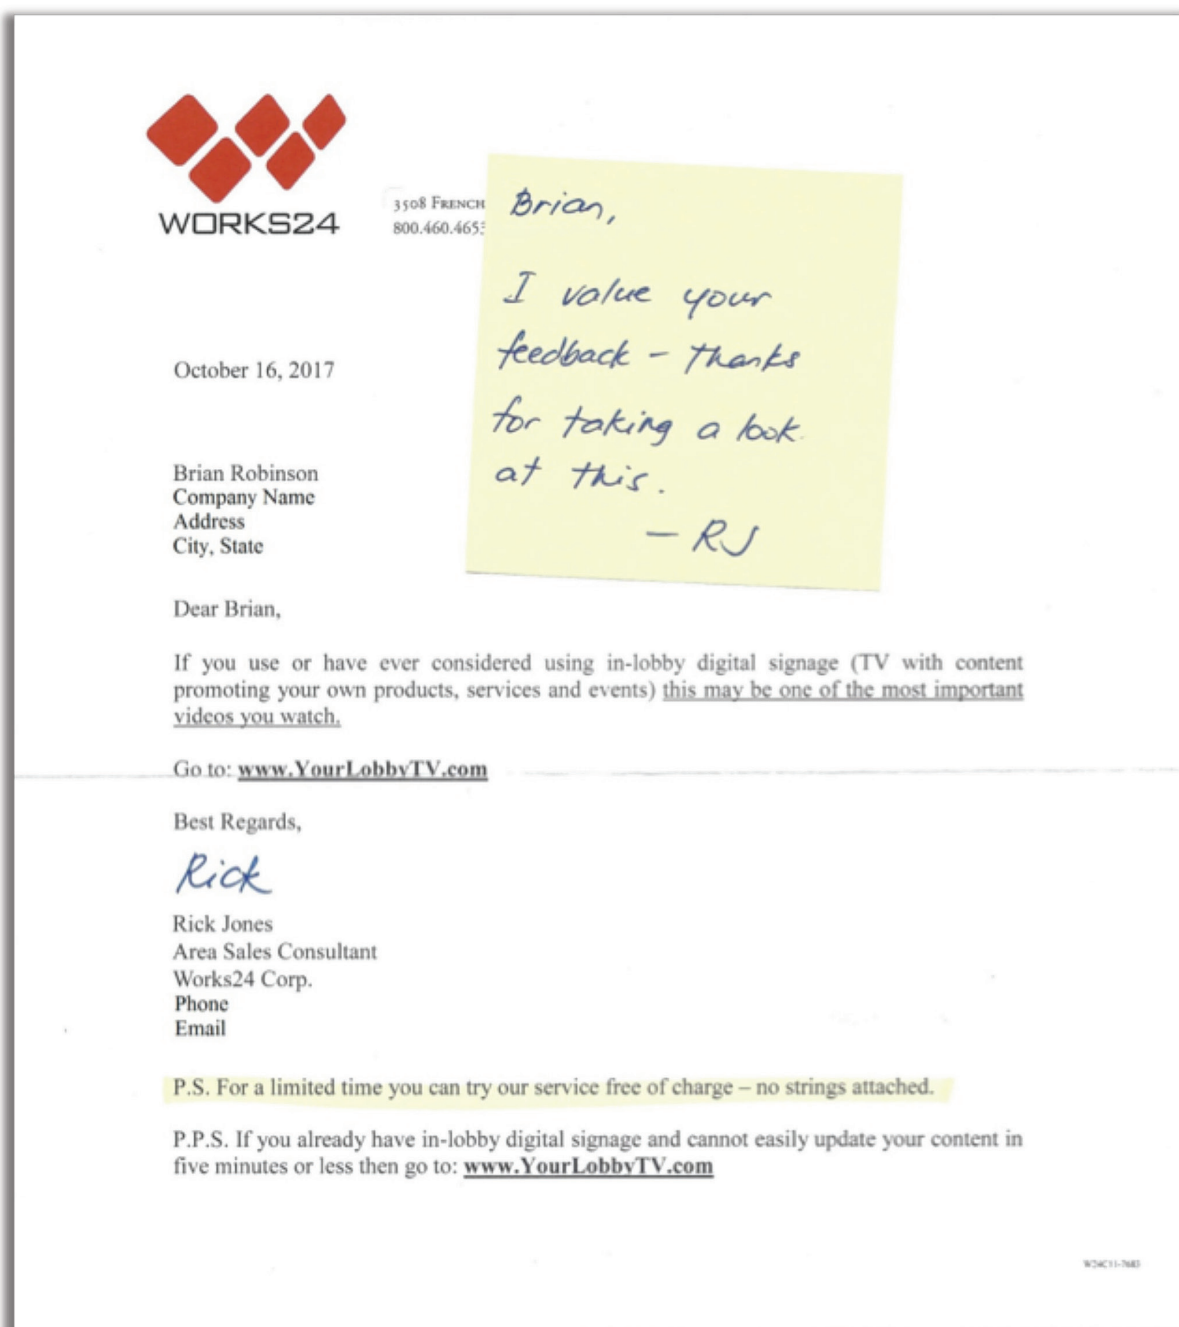 WORKS24
3508 FRENCH
800.460.465
Brian,
I value your
feedback - thanks
for taking a look
at this.
- RJ
October 16, 2017
Brian Robinson
Company Name
Address
City, State
Dear Brian,
If you use or have ever considered using in-lobby digital signage (TV with content
promoting your own products, services and events) this may be one of the most important
videos you watch.
Go to: www.YourLobbyTV.com
Best Regards,
Rick
Rick Jones
Area Sales Consultant
Works24 Corp.
Phone
Email
P.S. For a limited time you can try our service free of charge – no strings attached.
P.P.S. If you already have in-lobby digital signage and cannot easily update your content in
five minutes or less then go to: www.YourLobbyTV.com